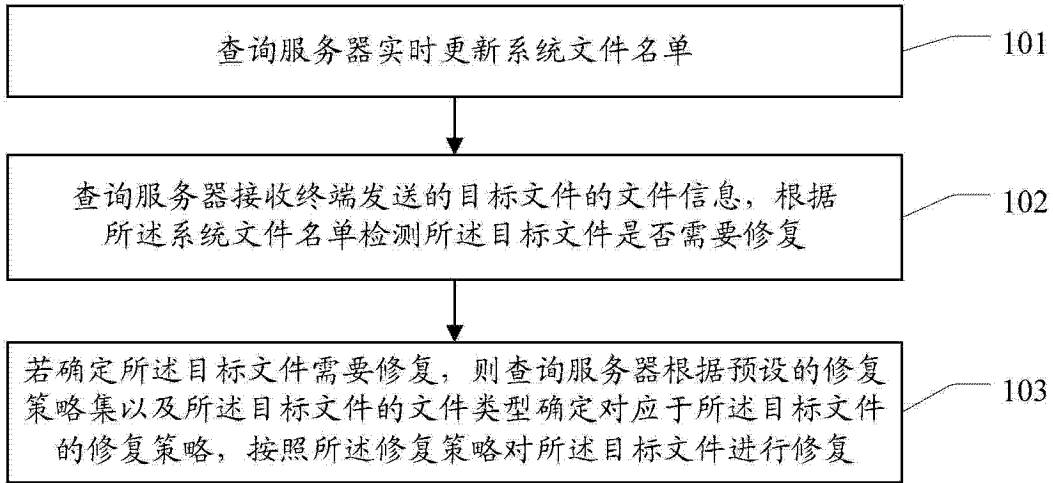 查询服务器实时更新系统文件名单
101
查询服务器接收终端发送的目标文件的文件信息，根据
所述系统文件名单检测所述目标文件是否需要修复
102
若确定所述目标文件需要修复，则查询服务器根据预设的修复
策略集以及所述目标文件的文件类型确定对应于所述目标文件
的修复策略，按照所述修复策略对所述目标文件进行修复
103